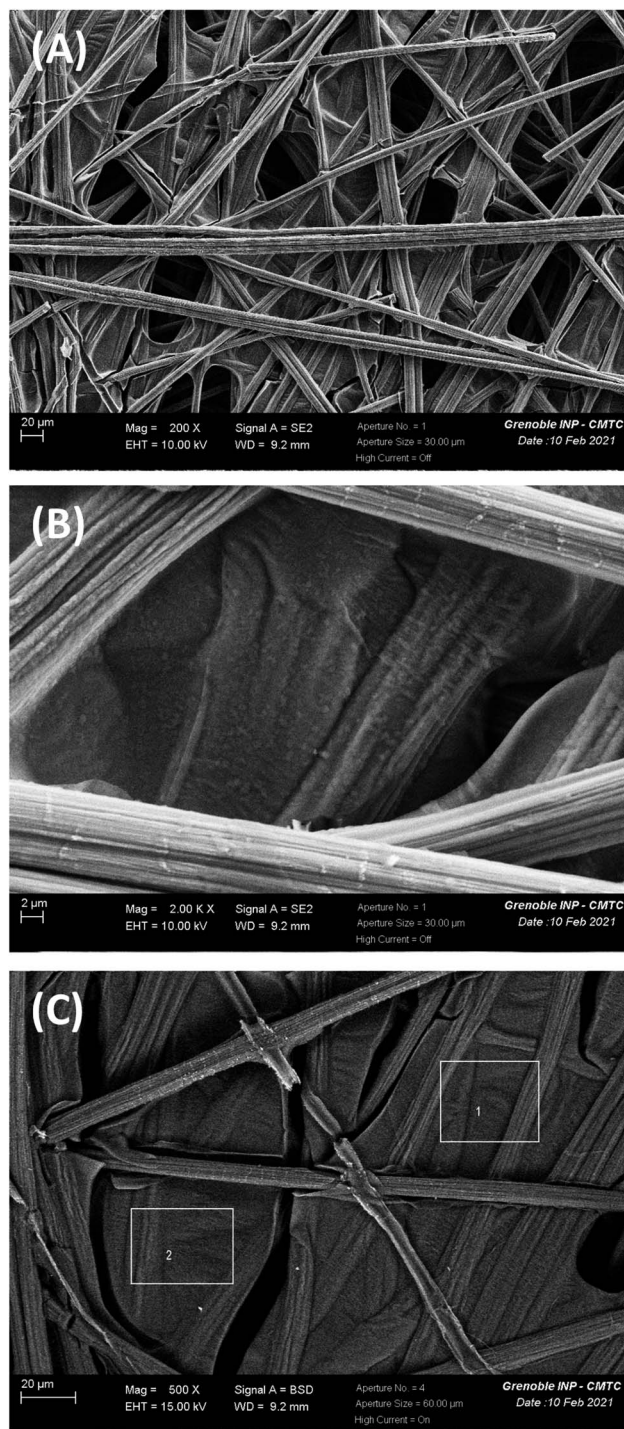 (A)
20 µm
Mag = 200 X
EHT = 10.00 kV
Signal A = SE2
WD = 9.2 mm
Aperture No. = 1
Aperture Size = 30.00 µm
High Current = Off
Grenoble INP - CMTC
Date :10 Feb 2021
(B)
2 µm
Mag = 2.00 K X
EHT = 10.00 kV
Signal A = SE2
WD = 9.2 mm
Aperture No. = 1
Aperture Size = 30.00 µm
High Current = Off
Grenoble INP - CMTC
Date :10 Feb 2021
(C)
1
2
20 µm
Mag = 500 X
EHT = 15.00 kV
Signal A = BSD
WD = 9.2 mm
Aperture No. = 4
Aperture Size = 60.00 µm
High Current = On
Grenoble INP - CMTC
Date :10 Feb 2021